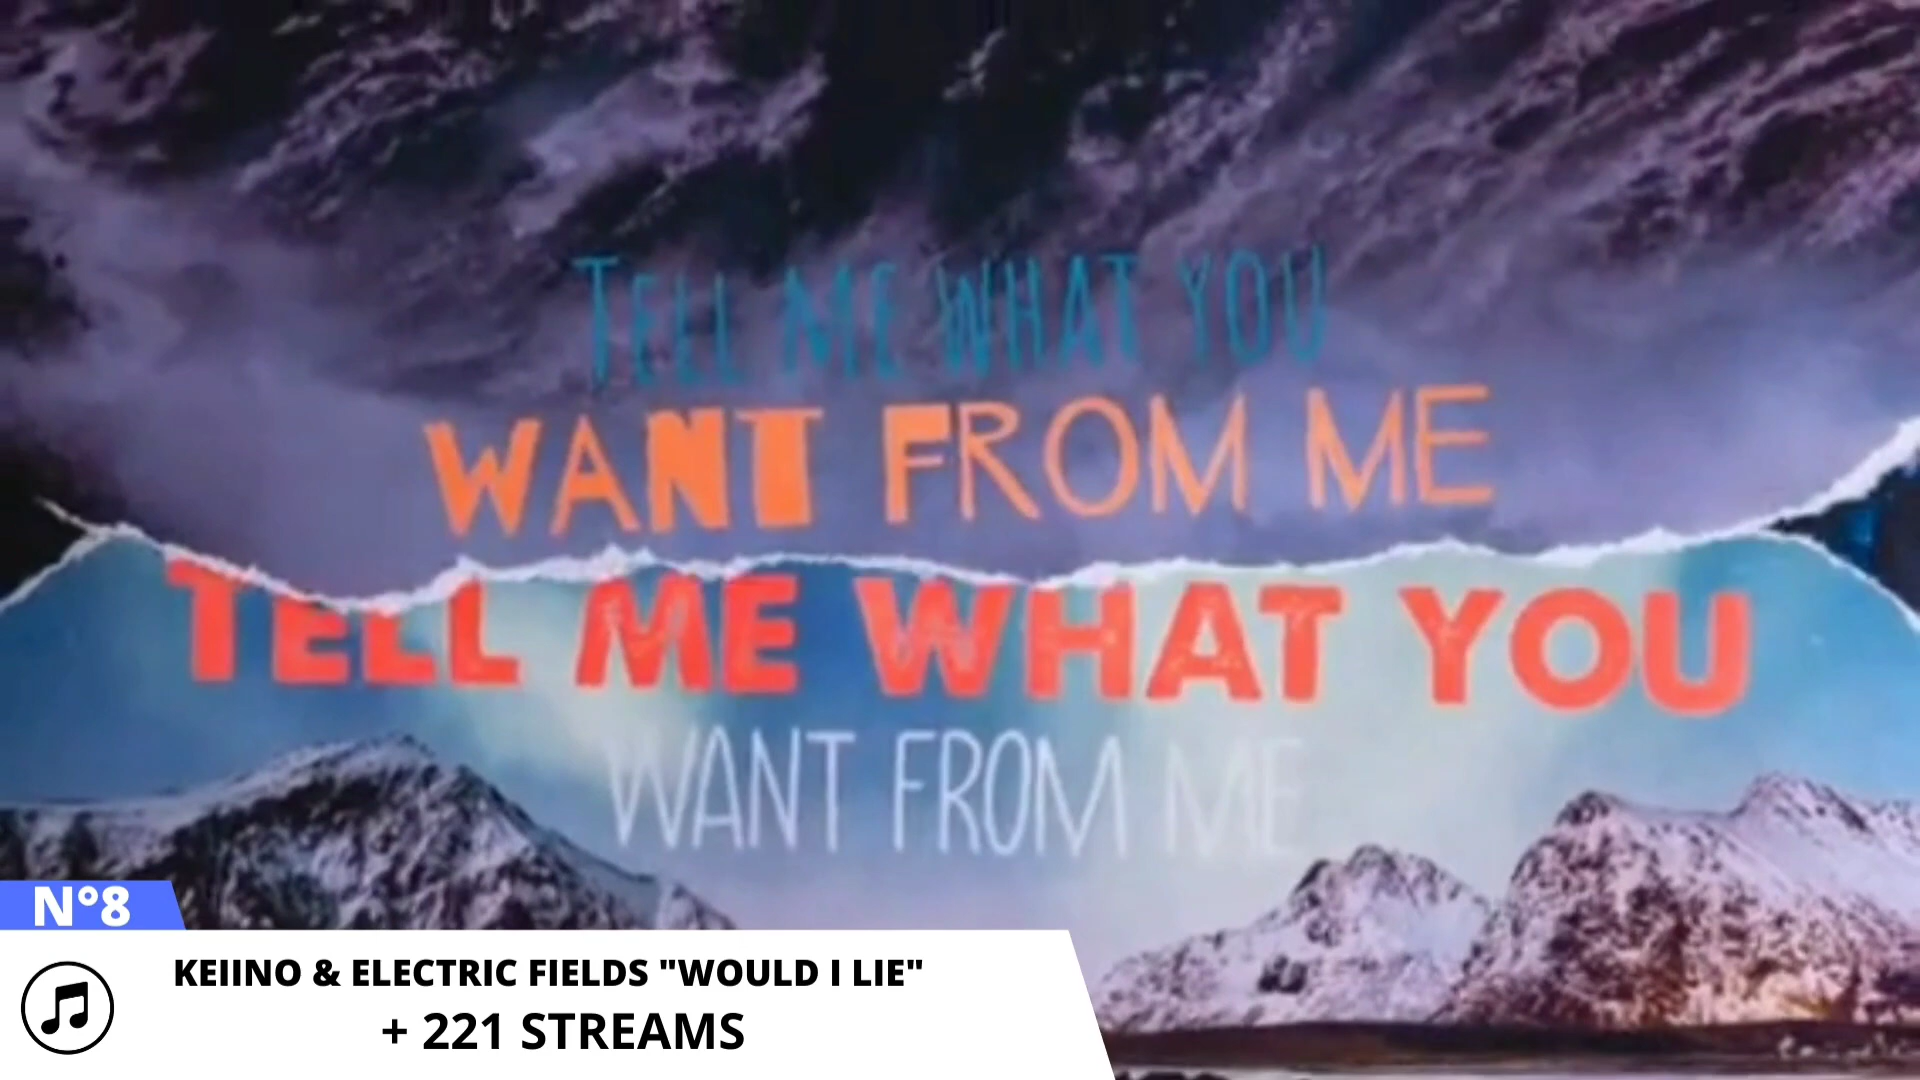 TELL ME WHAT YOU
WANT FROM ME
TELL ME WHAT YOU
WANT FROM ME
N°8
KEIINO & ELECTRIC FIELDS "WOULD I LIE"
+ 221 STREAMS